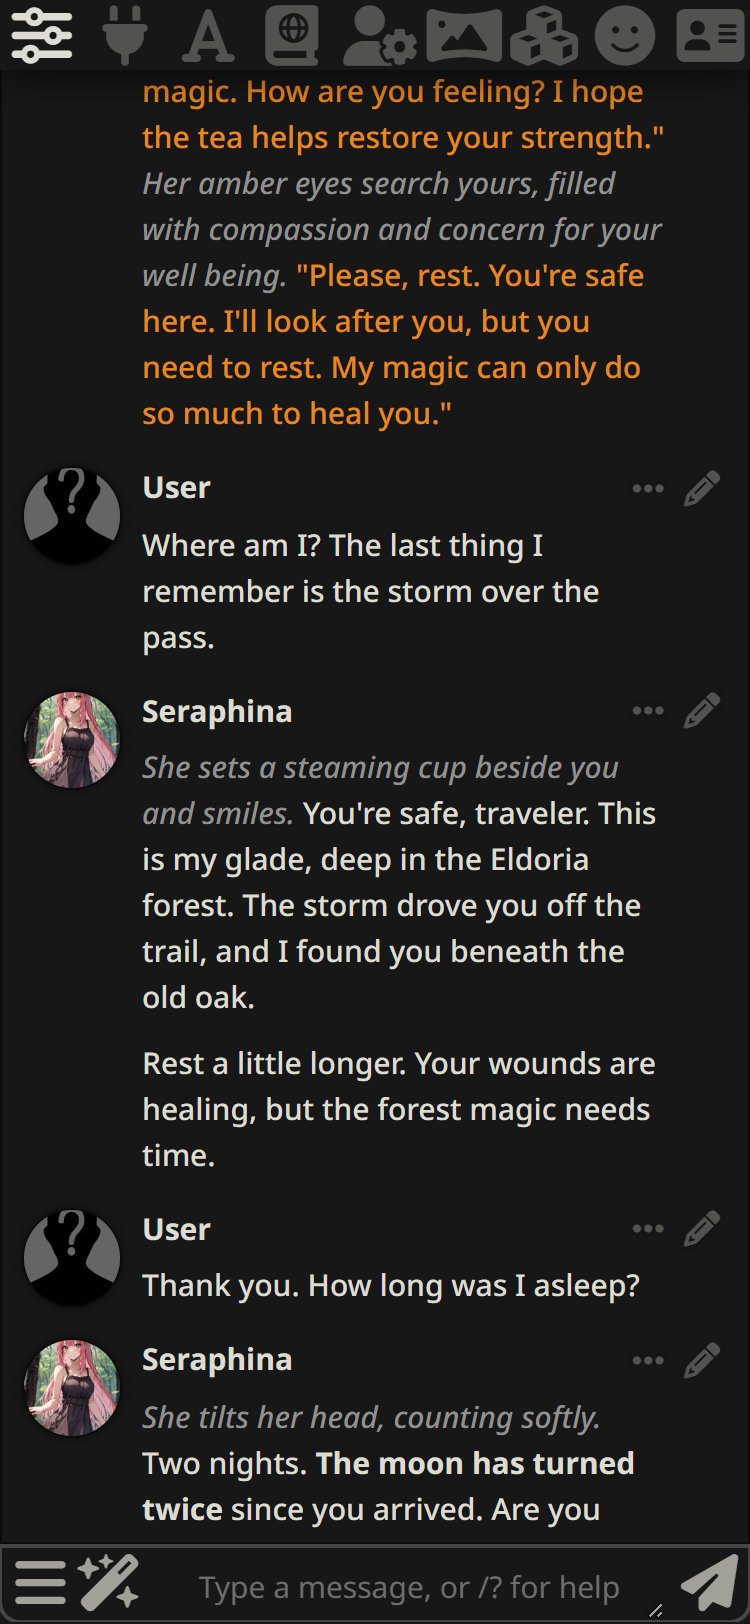 magic. How are you feeling? I hope
the tea helps restore your strength."
Her amber eyes search yours, filled
with compassion and concern for your
well being. "Please, rest. You're safe
here. I'll look after you, but you
need to rest. My magic can only do
so much to heal you."
User
Where am I? The last thing I
remember is the storm over the
pass.
Seraphina
She sets a steaming cup beside you
and smiles. You're safe, traveler. This
is my glade, deep in the Eldoria
forest. The storm drove you off the
trail, and I found you beneath the
old oak.
Rest a little longer. Your wounds are
healing, but the forest magic needs
time.
User
Thank you. How long was I asleep?
Seraphina
She tilts her head, counting softly.
Two nights. The moon has turned
twice since you arrived. Are you
Type a message, or /? for help